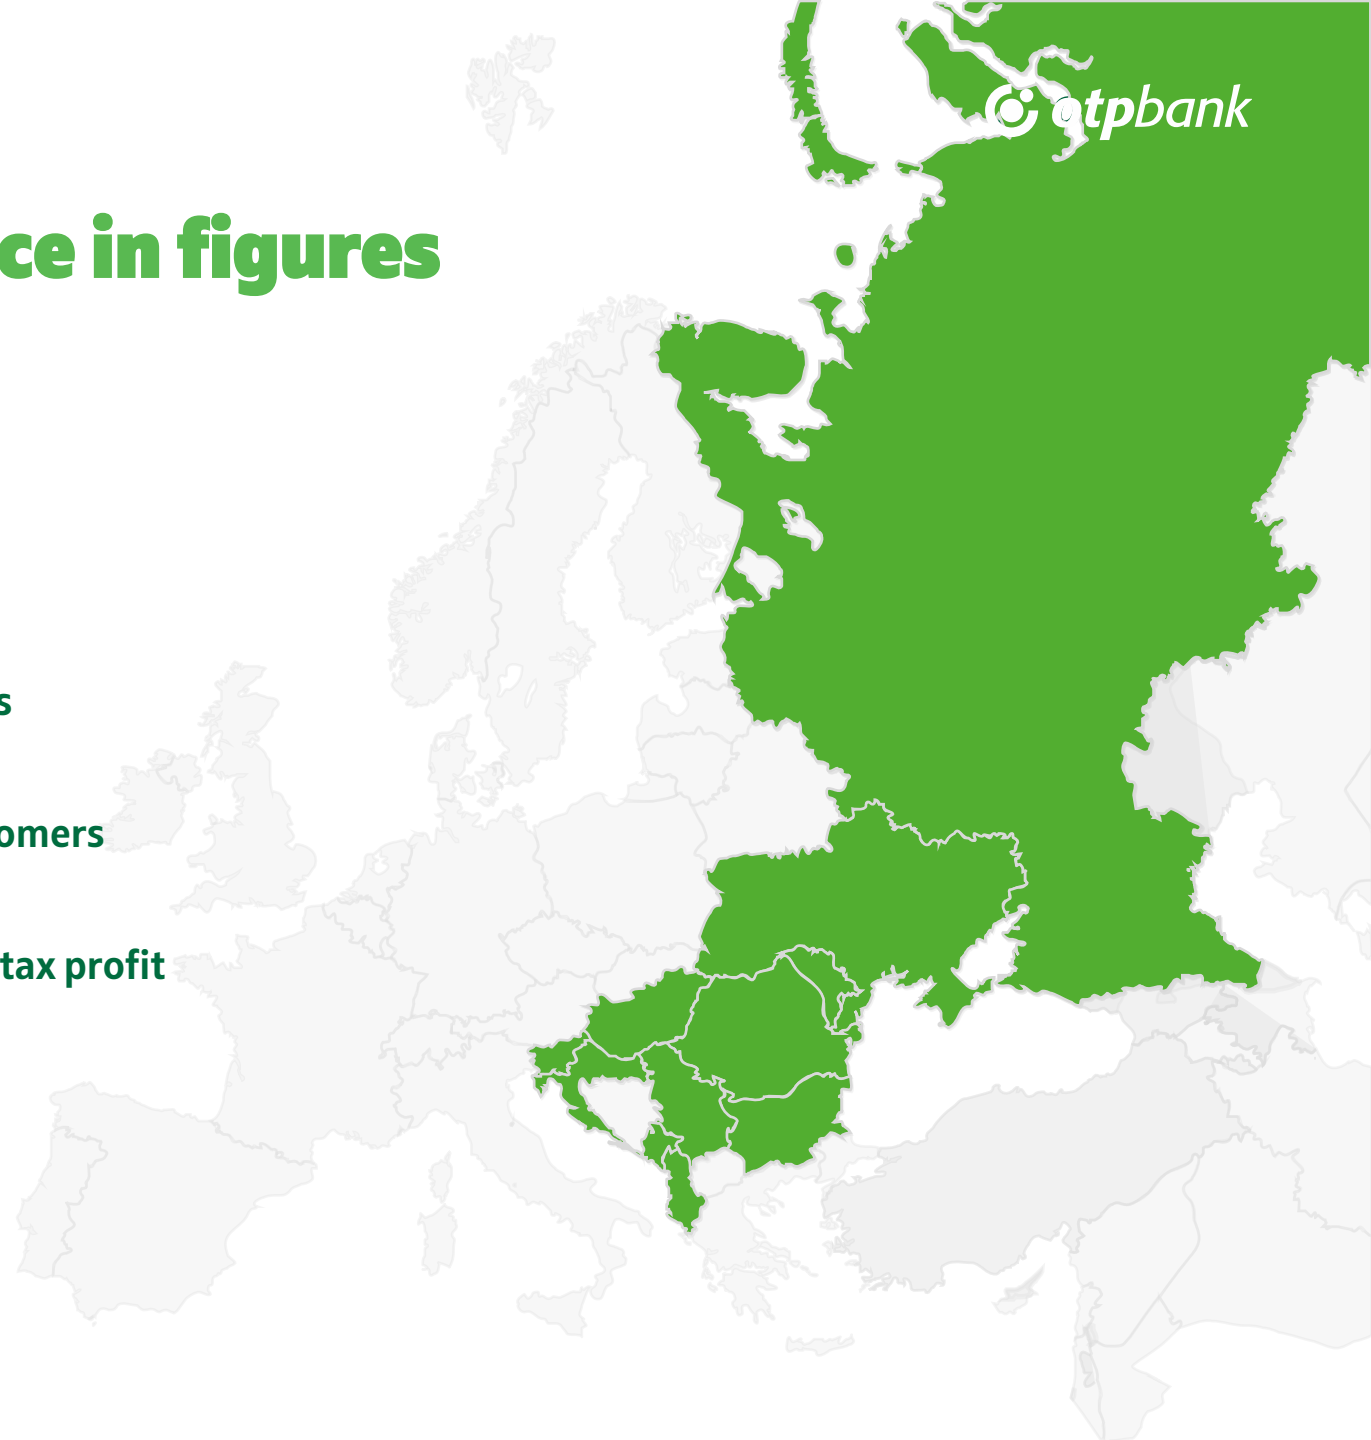 otpbank
ce in figures
s
omers
tax profit